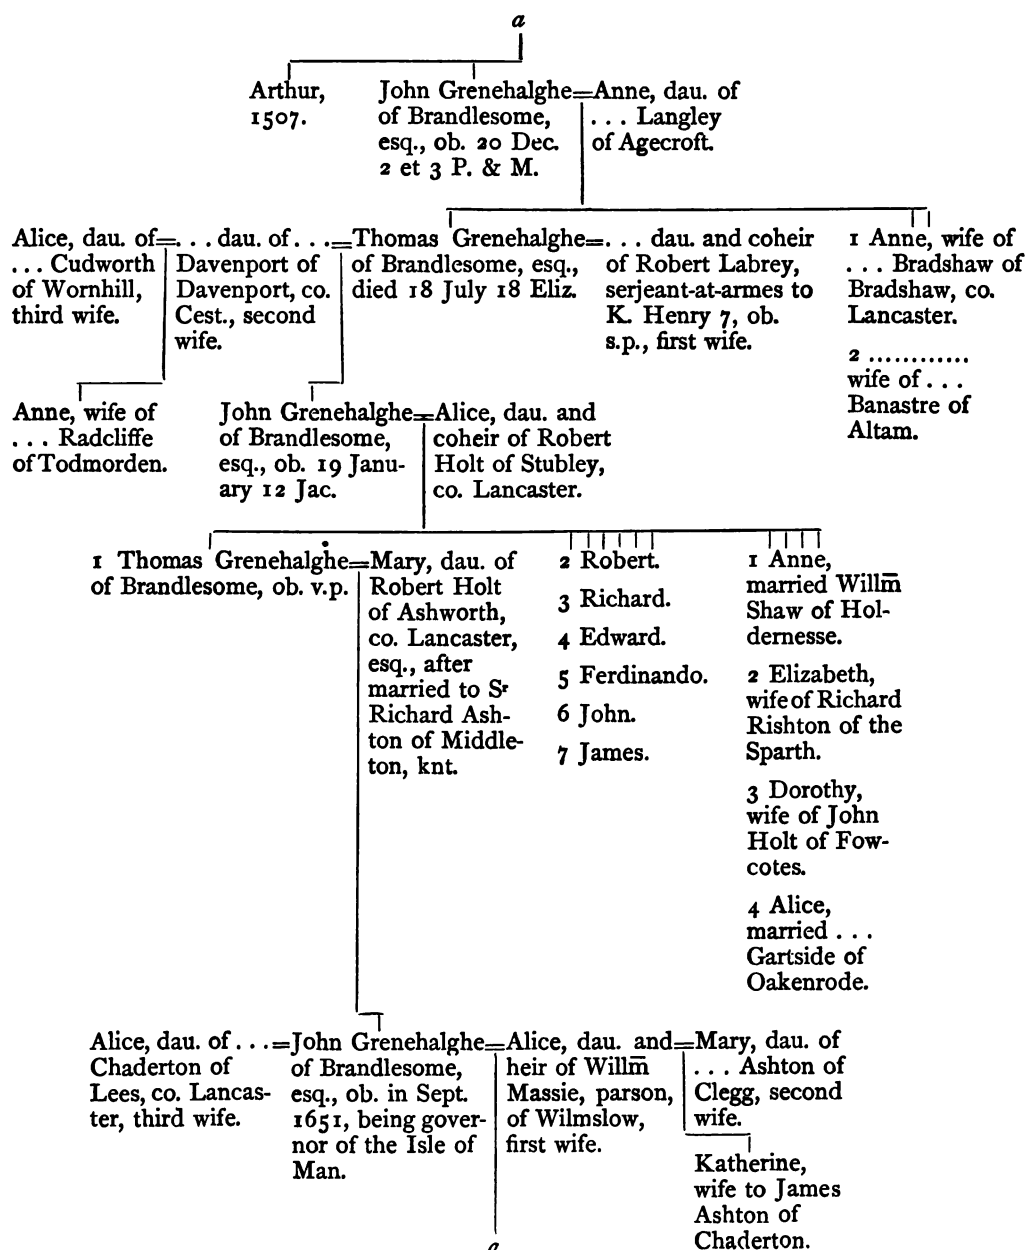 a
Arthur,
1507.
John Grenehalghe=Anne, dau. of
of Brandlesome,
esq., ob. 20 Dec.
2 et 3 P. & M.
. . . Langley
of Agecroft.
Alice, dau. of=
. . . Cudworth
of Wornhill,
third wife.
. . . dau. of . . .=
Davenport of
Davenport, co.
Cest., second
wife.
Thomas Grenehalghe=
of Brandlesome, esq.,
died 18 July 18 Eliz.
. . . dau. and coheir
of Robert Labrey,
serjeant-at-armes to
K. Henry 7, ob.
s.p., first wife.
1 Anne, wife of
. . . Bradshaw of
Bradshaw, co.
Lancaster.
2 ............
wife of . . .
Banastre of
Altam.
Anne, wife of
. . . Radcliffe
of Todmorden.
John Grenehalghe=
of Brandlesome,
esq., ob. 19 Janu-
ary 12 Jac.
Alice, dau. and
coheir of Robert
Holt of Stubley,
co. Lancaster.
1 Thomas Grenehalghe=
of Brandlesome, ob. v.p.
Mary, dau. of
Robert Holt
of Ashworth,
co. Lancaster,
esq., after
married to Sr
Richard Ash-
ton of Middle-
ton, knt.
2 Robert.
3 Richard.
4 Edward.
5 Ferdinando.
6 John.
7 James.
1 Anne,
married Willm̄
Shaw of Hol-
dernesse.
2 Elizabeth,
wife of Richard
Rishton of the
Sparth.
3 Dorothy,
wife of John
Holt of Fow-
cotes.
4 Alice,
married . . .
Gartside of
Oakenrode.
Alice, dau. of . . .=
Chaderton of
Lees, co. Lancas-
ter, third wife.
John Grenehalghe=
of Brandlesome,
esq., ob. in Sept.
1651, being gover-
nor of the Isle of
Man.
Alice, dau. and=
heir of Willm̄
Massie, parson,
of Wilmslow,
first wife.
Mary, dau. of
. . . Ashton of
Clegg, second
wife.
Katherine,
wife to James
Ashton of
Chaderton.
a